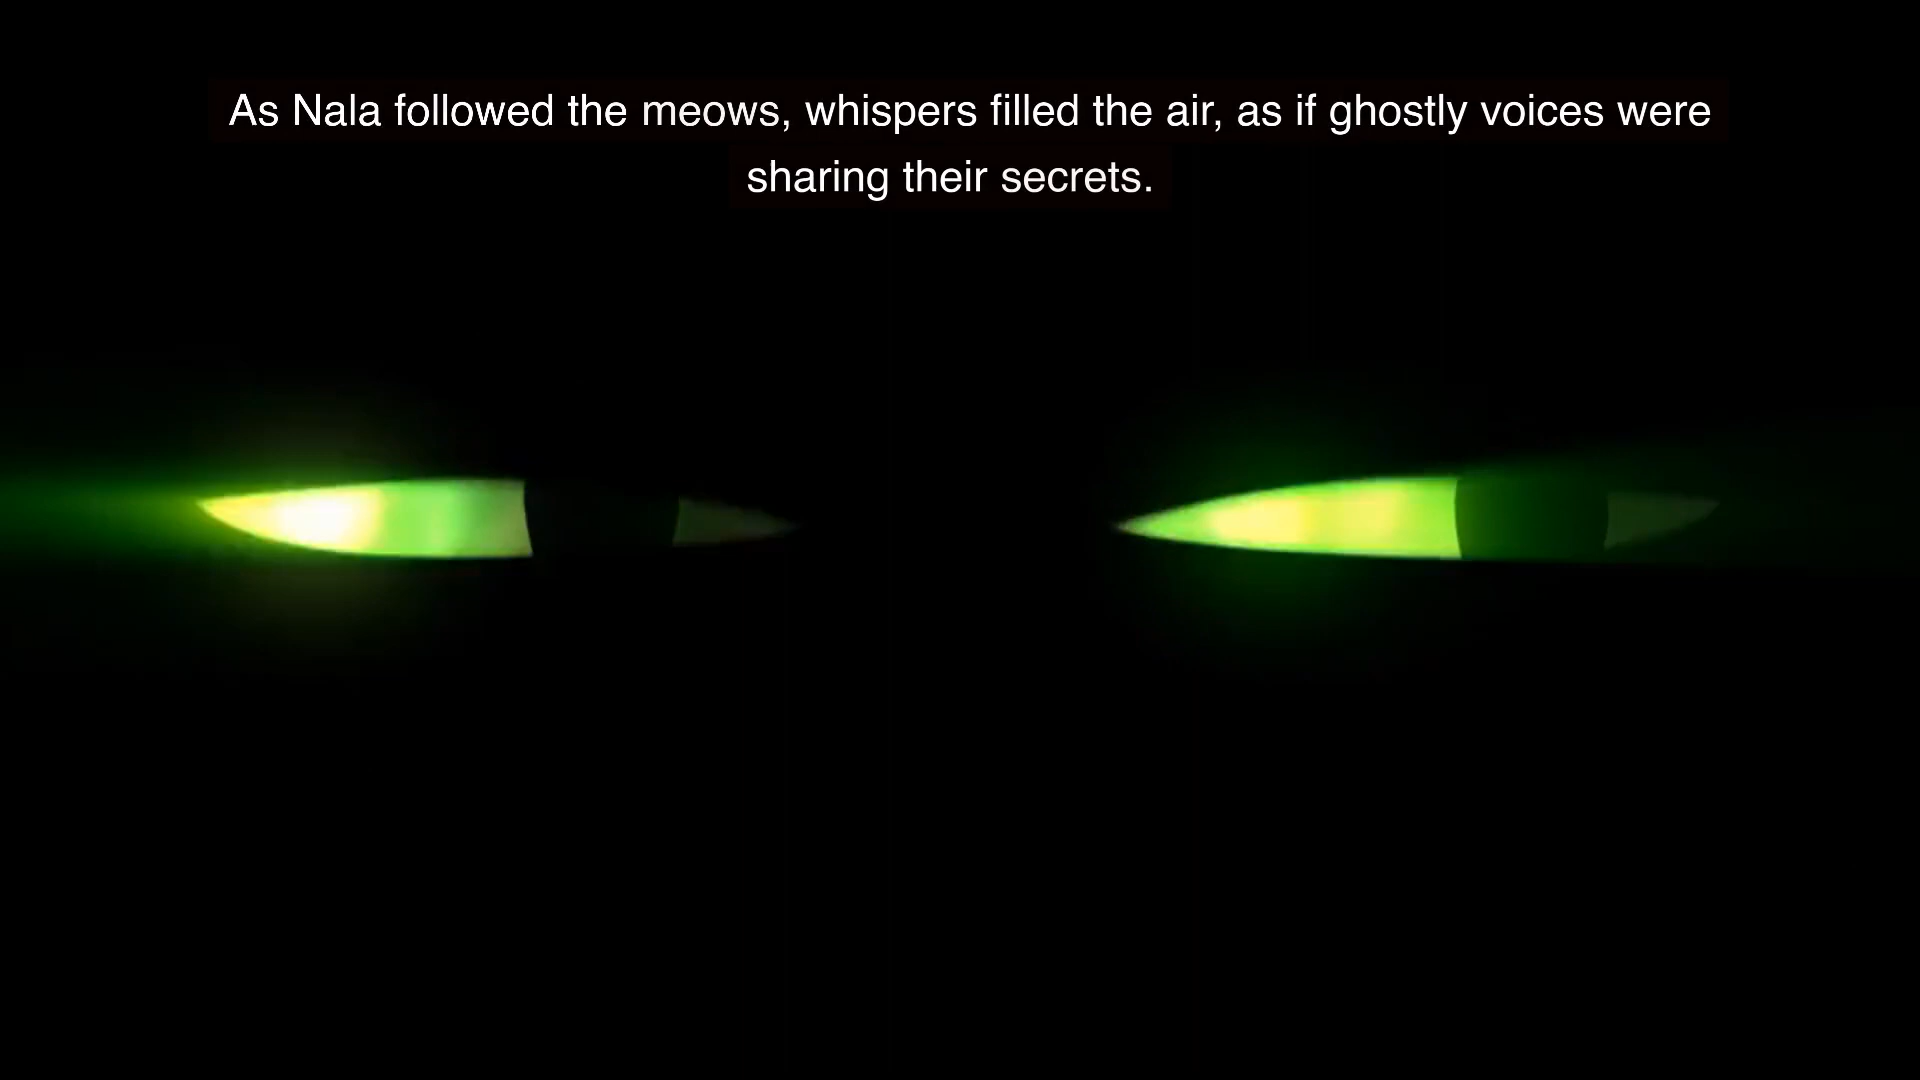 As Nala followed the meows, whispers filled the air, as if ghostly voices were
sharing their secrets.